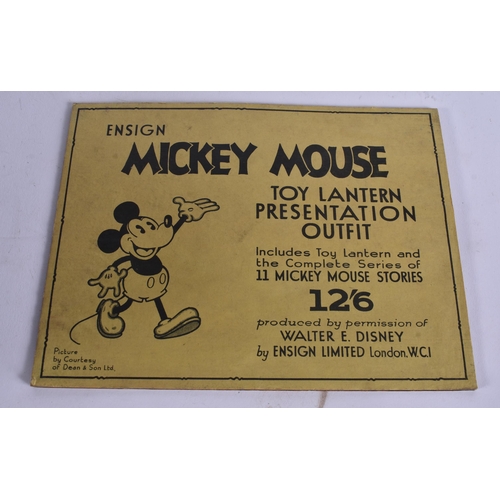 ENSIGN
MICKEY MOUSE
TOY LANTERN
PRESENTATION
OUTFIT
Includes Toy Lantern and
the Complete Series of
11 MICKEY MOUSE STORIES
12'6
produced by permission of
WALTER E. DISNEY
by ENSIGN LIMITED London.W.C.1
Picture
by Courtesy
of Dean & Son Ltd.